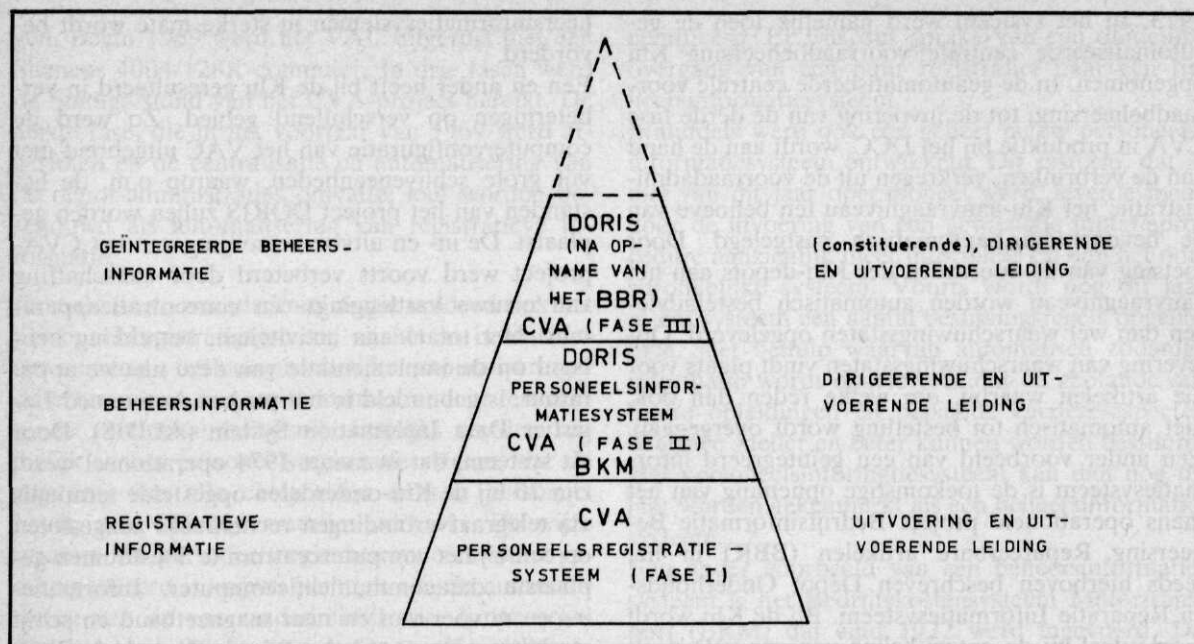 GEÏNTEGREERDE BEHEERS-
INFORMATIE
DORIS
(NA OP-
NAME VAN
HET BBR)
CVA (FASE III)
(constituerende), DIRIGERENDE
EN UITVOERENDE LEIDING
BEHEERSINFORMATIE
DORIS
PERSONEELSINFOR-
MATIESYSTEEM
CVA (FASE II)
BKM
DIRIGEERENDE EN UIT-
VOERENDE LEIDING
REGISTRATIEVE
INFORMATIE
CVA
PERSONEELSREGISTRATIE-
SYSTEEM (FASE I)
UITVOERING EN UIT-
VOERENDE LEIDING